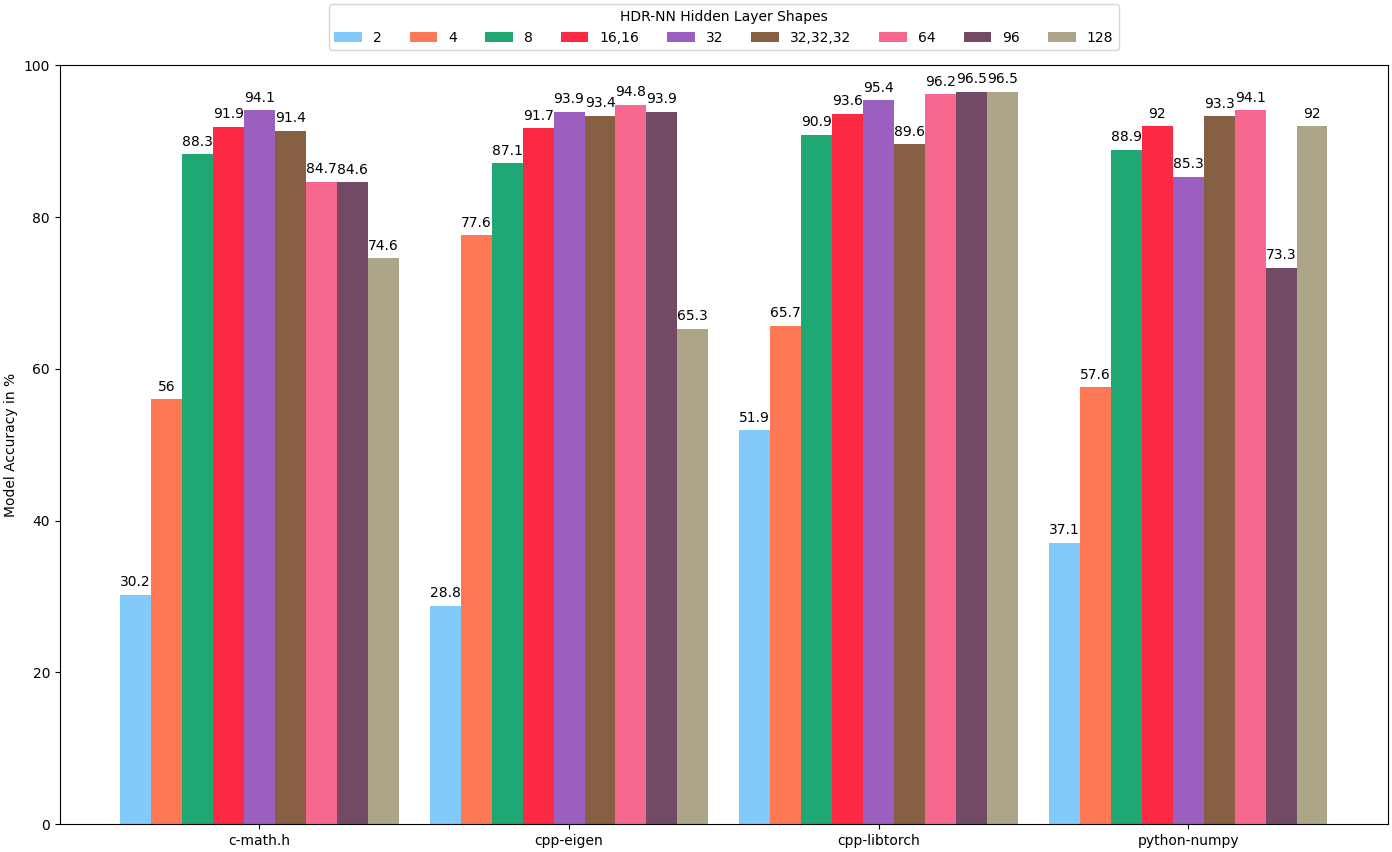 HDR-NN Hidden Layer Shapes
2 4 8 16,16 32 32,32,32 64 96 128
Model Accuracy in %
100
80
60
40
20
0
30.2 56 88.3 91.9 94.1 91.4 84.7 84.6 74.6
28.8 77.6 87.1 91.7 93.9 93.4 94.8 93.9 65.3
51.9 65.7 90.9 93.6 95.4 89.6 96.2 96.5 96.5
37.1 57.6 88.9 92 85.3 93.3 94.1 73.3 92
c-math.h cpp-eigen cpp-libtorch python-numpy